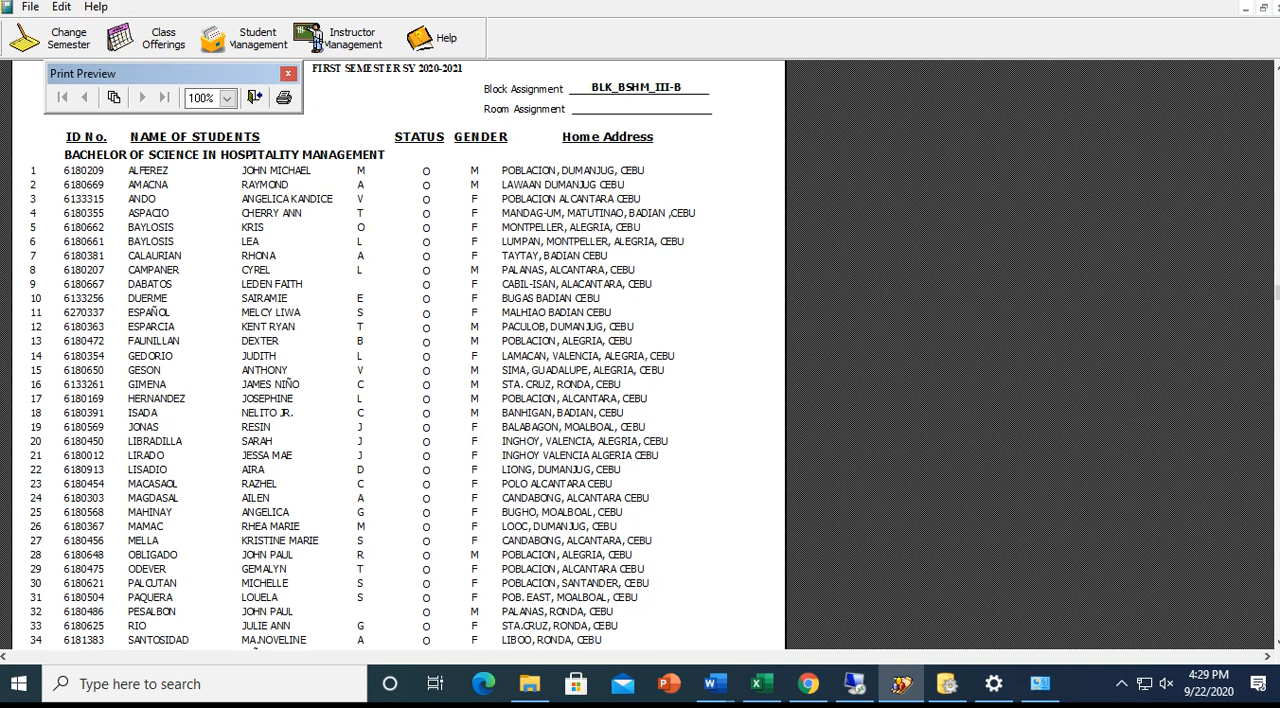 File Edit Help
Change Semester
Class Offerings
Student Management
Instructor Management
Help
Print Preview
100%
FIRST SEMESTER SY 2020-2021
Block Assignment BLK_BSHM_III-B
Room Assignment
ID No. NAME OF STUDENTS STATUS GENDER Home Address
BACHELOR OF SCIENCE IN HOSPITALITY MANAGEMENT
1 6180209 ALFEREZ JOHN MICHAEL M O M POBLACION, DUMANJUG, CEBU
2 6180669 AMACNA RAYMOND A O M LAWAAN DUMANJUG CEBU
3 6133315 ANDO ANGELICA KANDICE V O F POBLACION ALCANTARA CEBU
4 6180355 ASPACIO CHERRY ANN T O F MANDAG-UM, MATUTINAO, BADIAN ,CEBU
5 6180662 BAYLOSIS KRIS O O F MONTPELLER, ALEGRIA, CEBU
6 6180661 BAYLOSIS LEA L O F LUMPAN, MONTPELLER, ALEGRIA, CEBU
7 6180381 CALAURIAN RHONA A O F TAYTAY, BADIAN CEBU
8 6180207 CAMPANER CYREL L O M PALANAS, ALCANTARA, CEBU
9 6180667 DABATOS LEDEN FAITH O F CABIL-ISAN, ALACANTARA, CEBU
10 6133256 DUERME SAIRAMIE E O F BUGAS BADIAN CEBU
11 6270337 ESPAÑOL MELCY LIWA S O F MALHIAO BADIAN CEBU
12 6180363 ESPARCIA KENT RYAN T O M PACULOB, DUMANJUG, CEBU
13 6180472 FAUNILLAN DEXTER B O M POBLACION, ALEGRIA, CEBU
14 6180354 GEDORIO JUDITH L O F LAMACAN, VALENCIA, ALEGRIA, CEBU
15 6180650 GESON ANTHONY V O M SIMA, GUADALUPE, ALEGRIA, CEBU
16 6133261 GIMENA JAMES NIÑO C O M STA. CRUZ, RONDA, CEBU
17 6180169 HERNANDEZ JOSEPHINE L O M POBLACION, ALCANTARA, CEBU
18 6180391 ISADA NELITO JR. C O M BANHIGAN, BADIAN, CEBU
19 6180569 JONAS RESIN J O F BALABAGON, MOALBOAL, CEBU
20 6180450 LIBRADILLA SARAH J O F INGHOY, VALENCIA, ALEGRIA, CEBU
21 6180012 LIRADO JESSA MAE J O F INGHOY VALENCIA ALGERIA CEBU
22 6180913 LISADIO AIRA D O F LIONG, DUMANJUG, CEBU
23 6180454 MACASAOL RAZHEL C O F POLO ALCANTARA CEBU
24 6180303 MAGDASAL AILEN A O F CANDABONG, ALCANTARA CEBU
25 6180568 MAHINAY ANGELICA G O F BUGHO, MOALBOAL, CEBU
26 6180367 MAMAC RHEA MARIE M O F LOOC, DUMANJUG, CEBU
27 6180456 MELLA KRISTINE MARIE S O F CANDABONG, ALCANTARA, CEBU
28 6180648 OBLIGADO JOHN PAUL R O M POBLACION, ALEGRIA, CEBU
29 6180475 ODEVER GEMALYN T O F POBLACION, ALCANTARA CEBU
30 6180621 PALCUTAN MICHELLE S O F POBLACION, SANTANDER, CEBU
31 6180504 PAQUERA LOUELA S O F POB. EAST, MOALBOAL, CEBU
32 6180486 PESALBON JOHN PAUL O M PALANAS, RONDA, CEBU
33 6180625 RIO JULIE ANN G O F STA.CRUZ, RONDA, CEBU
34 6181383 SANTOSIDAD MA.NOVELINE A O F LIBOO, RONDA, CEBU
Type here to search
4:29 PM
9/22/2020